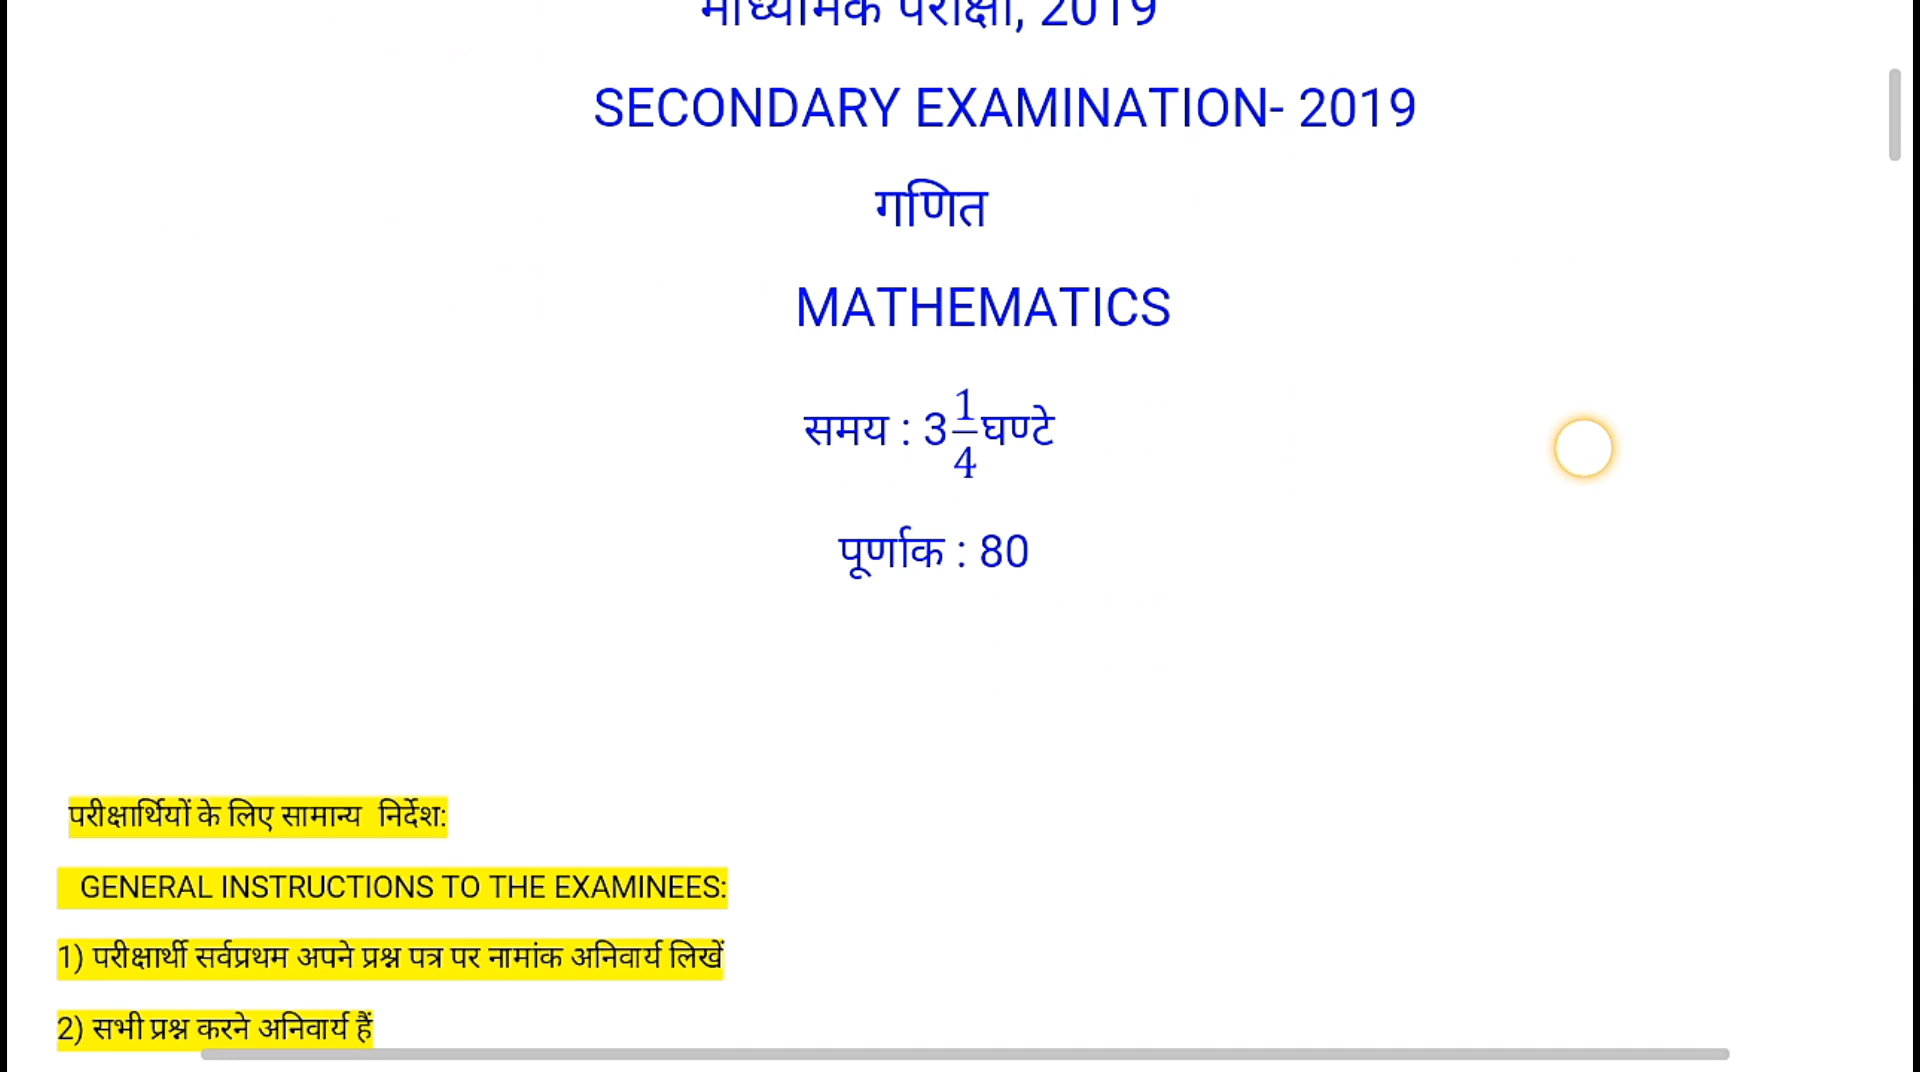 माध्यमिक परीक्षा, 2019
SECONDARY EXAMINATION- 2019
गणित
MATHEMATICS
समय : 3 1/4 घण्टे
पूर्णाक : 80
परीक्षार्थियों के लिए सामान्य निर्देश:
GENERAL INSTRUCTIONS TO THE EXAMINEES:
1) परीक्षार्थी सर्वप्रथम अपने प्रश्न पत्र पर नामांक अनिवार्य लिखें
2) सभी प्रश्न करने अनिवार्य हैं